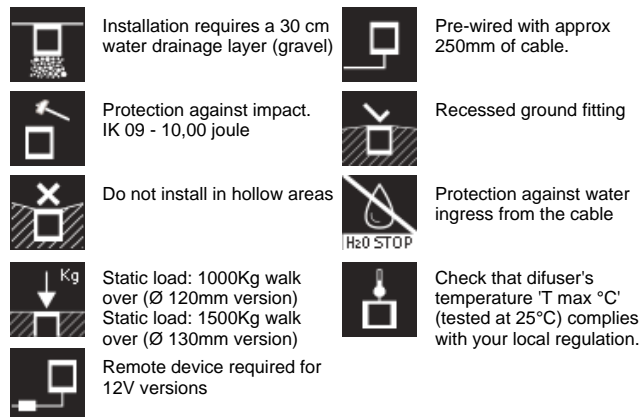 Installation requires a 30 cm
water drainage layer (gravel)
Pre-wired with approx
250mm of cable.
Protection against impact.
IK 09 - 10,00 joule
Recessed ground fitting
Do not install in hollow areas
H20 STOP
Protection against water
ingress from the cable
Kg
Static load: 1000Kg walk
over (Ø 120mm version)
Static load: 1500Kg walk
over (Ø 130mm version)
Check that difuser's
temperature 'T max °C'
(tested at 25°C) complies
with your local regulation.
Remote device required for
12V versions